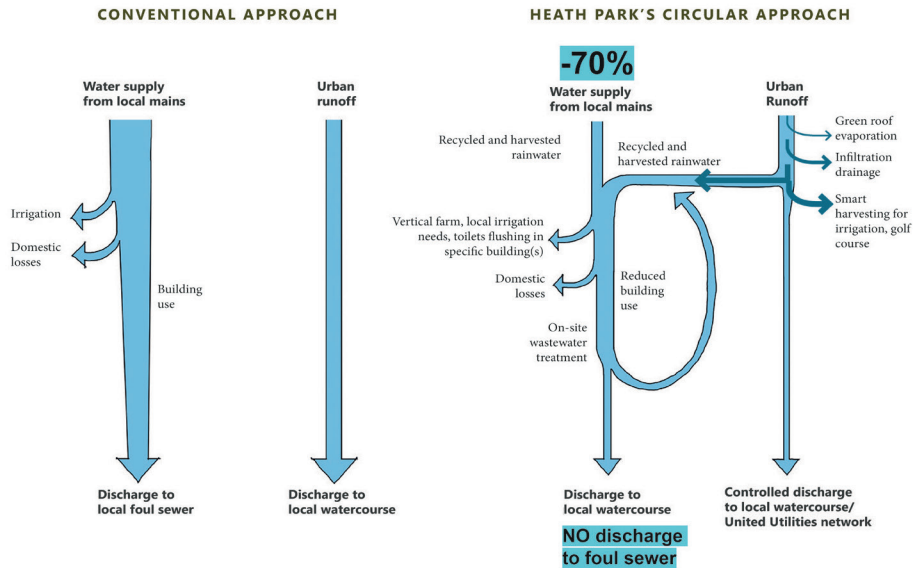 CONVENTIONAL APPROACH
Water supply
from local mains
Urban
runoff
Irrigation
Domestic
losses
Building
use
Discharge to
local foul sewer
Discharge to
local watercourse
HEATH PARK'S CIRCULAR APPROACH
-70%
Water supply
from local mains
Urban
Runoff
Recycled and harvested
rainwater
Recycled and
harvested rainwater
Green roof
evaporation
Infiltration
drainage
Smart
harvesting for
irrigation, golf
course
Vertical farm, local irrigation
needs, toilets flushing in
specific building(s)
Domestic
losses
Reduced
building
use
On-site
wastewater
treatment
Discharge to
local watercourse
NO discharge
to foul sewer
Controlled discharge
to local watercourse/
United Utilities network